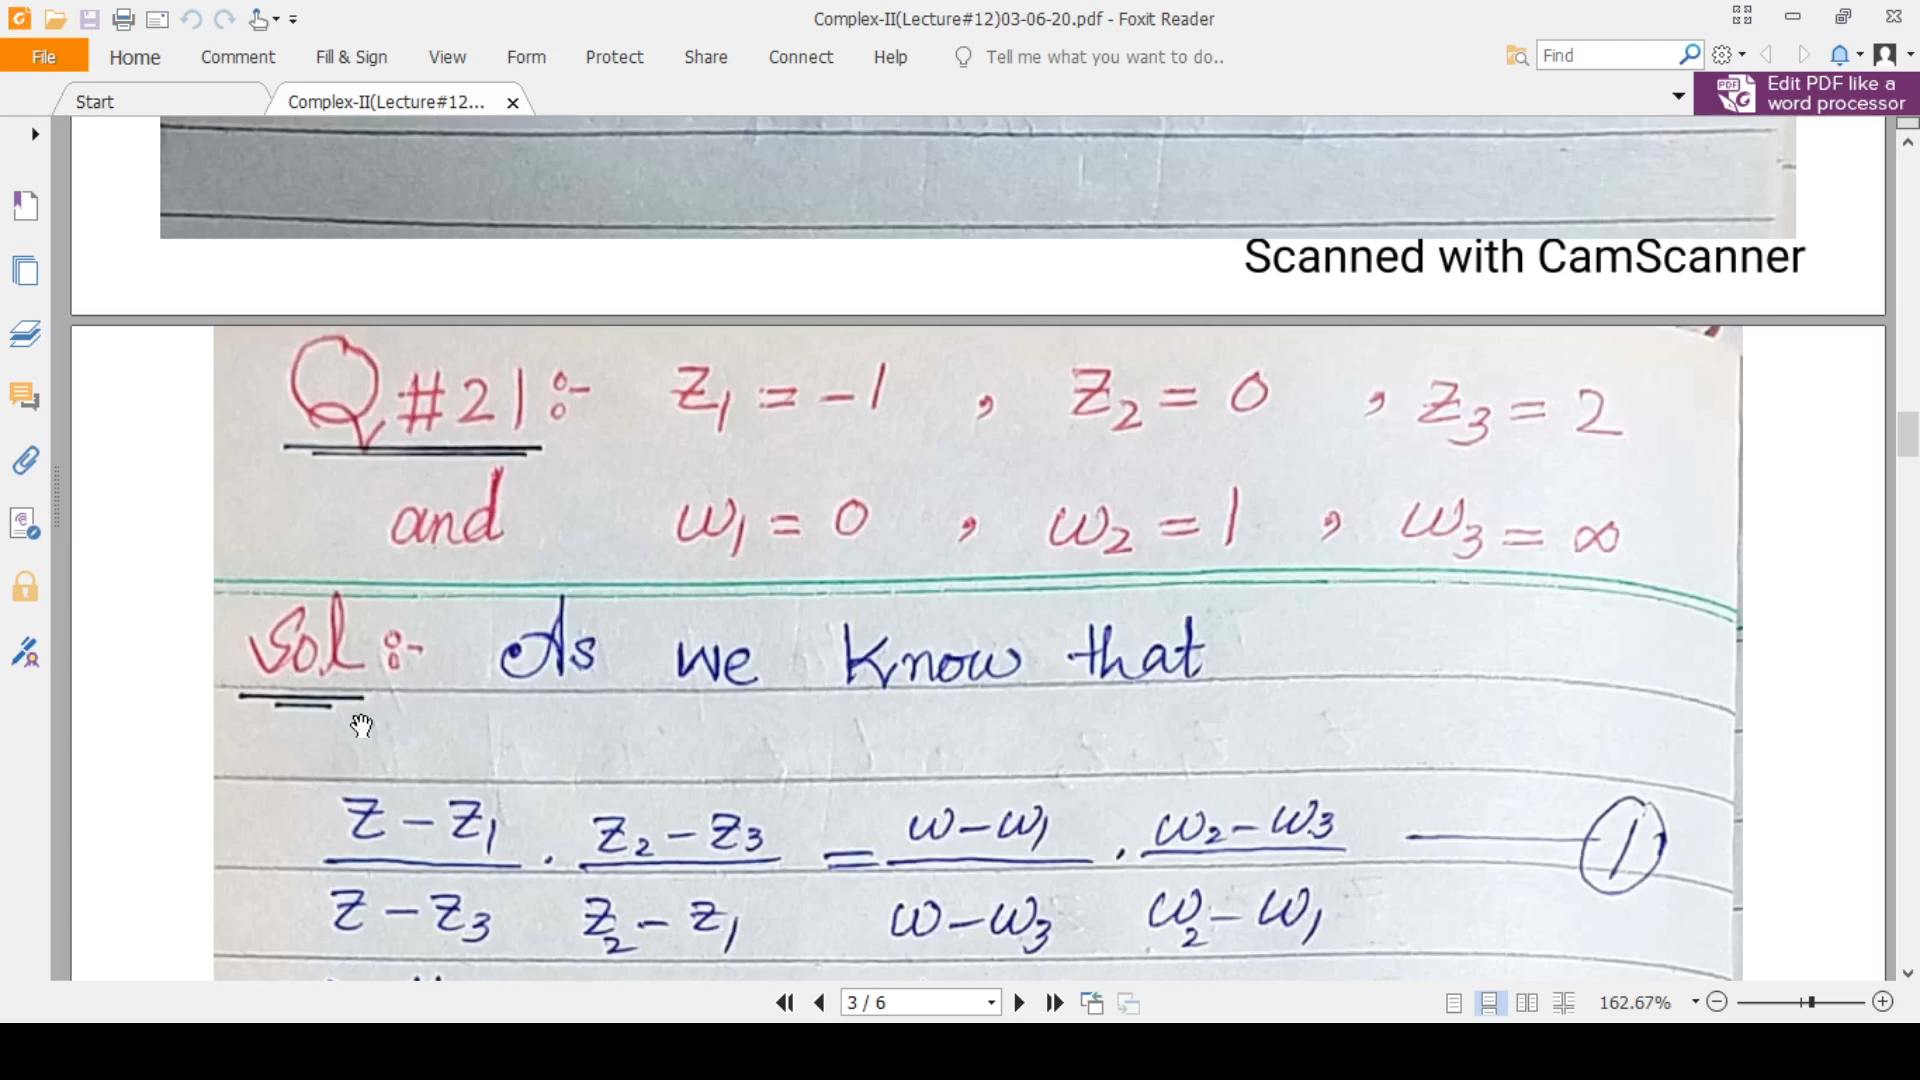 Complex-II(Lecture#12)03-06-20.pdf - Foxit Reader
File Home Comment Fill & Sign View Form Protect Share Connect Help Tell me what you want to do.. Find
Start Complex-II(Lecture#12... Edit PDF like a
word processor
Scanned with CamScanner
Q#21:- z₁ = -1 , z₂ = 0 , z₃ = 2
and w₁ = 0 , w₂ = 1 , w₃ = ∞
Sol:- As we know that
z - z₁ / z - z₃ . z₂ - z₃ / z₂ - z₁ = w - w₁ / w - w₃ . w₂ - w₃ / w₂ - w₁ —— 1
3 / 6 162.67%